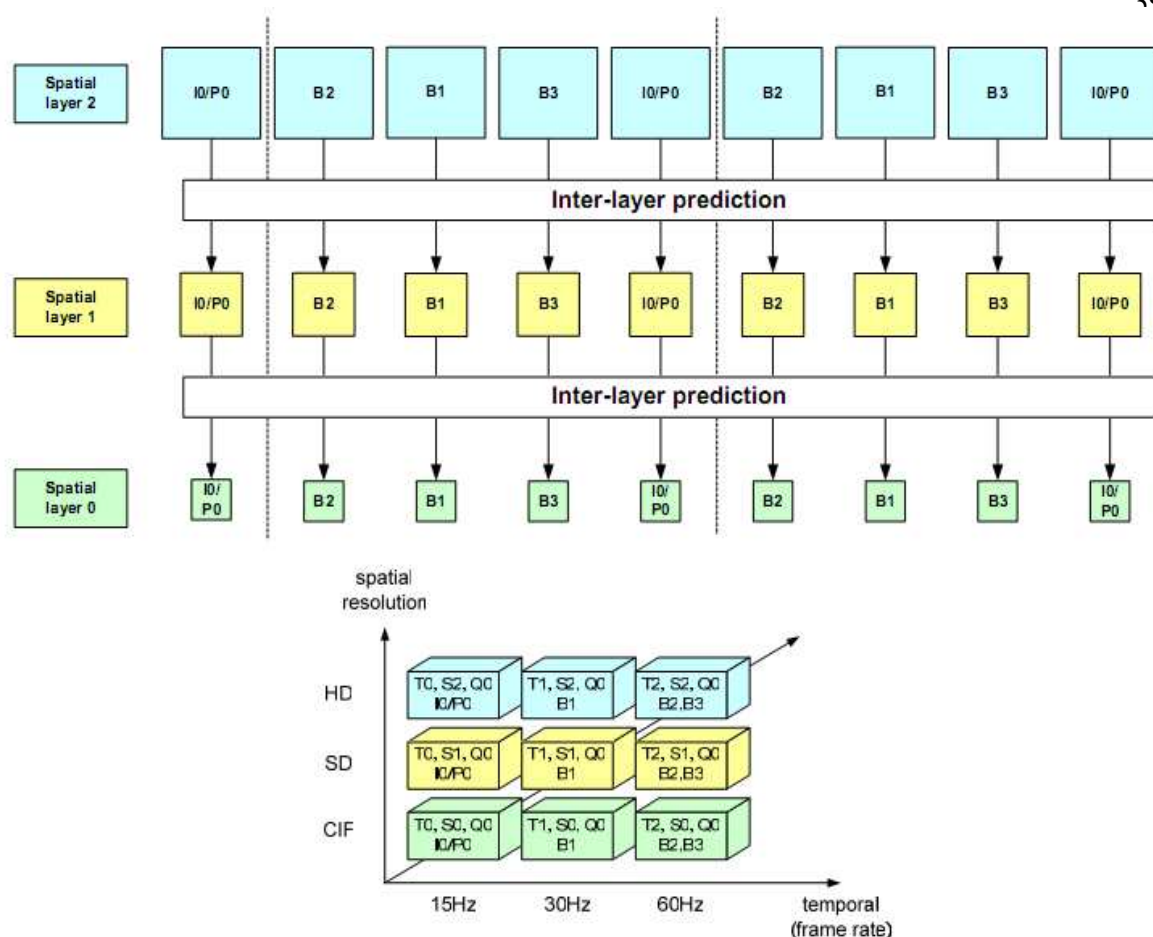 Spatial
layer 2
I0/P0 B2 B1 B3 I0/P0 B2 B1 B3 I0/P0
Inter-layer prediction
Spatial
layer 1
I0/P0 B2 B1 B3 I0/P0 B2 B1 B3 I0/P0
Inter-layer prediction
Spatial
layer 0
I0/
P0
B2 B1 B3
I0/
P0
B2 B1 B3
I0/
P0
spatial
resolution
HD
T0, S2, Q0
I0/P0
T1, S2, Q0
B1
T2, S2, Q0
B2,B3
SD
T0, S1, Q0
I0/P0
T1, S1, Q0
B1
T2, S1, Q0
B2,B3
CIF
T0, S0, Q0
I0/P0
T1, S0, Q0
B1
T2, S0, Q0
B2,B3
15Hz 30Hz 60Hz
temporal
(frame rate)